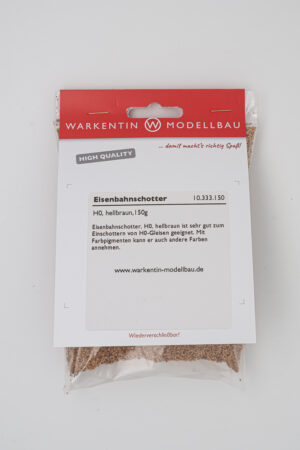 WARKENTIN W MODELLBAU
... damit macht's richtig Spaß!
HIGH QUALITY
Eisenbahnschotter 10.333.150
H0, hellbraun,150g
Eisenbahnschotter, H0, hellbraun ist sehr gut zum
Einschottern von H0-Gleisen geeignet. Mit
Farbpigmenten kann er auch andere Farben
annehmen.
www.warkentin-modellbau.de
Wiederverschließbar!